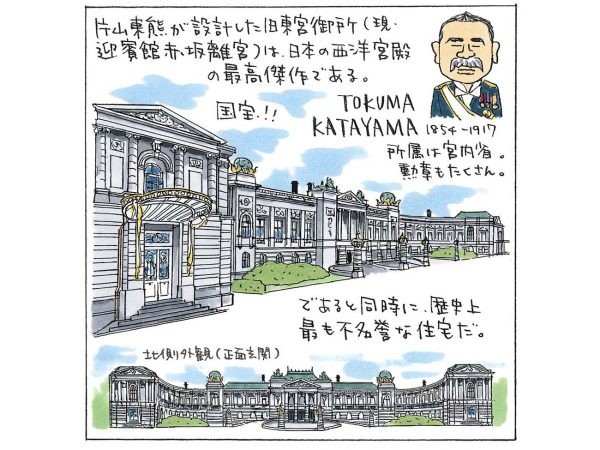 片山東熊が設計した旧東宮御所(現・
迎賓館赤坂離宮)は、日本の西洋宮殿
の最高傑作である。
国宝!!
TOKUMA
KATAYAMA 1854-1917
所属は宮内省。
勲章もたくさん。
であると同時に、歴史上
最も不名誉な住宅だ。
北側外観(正面玄関)